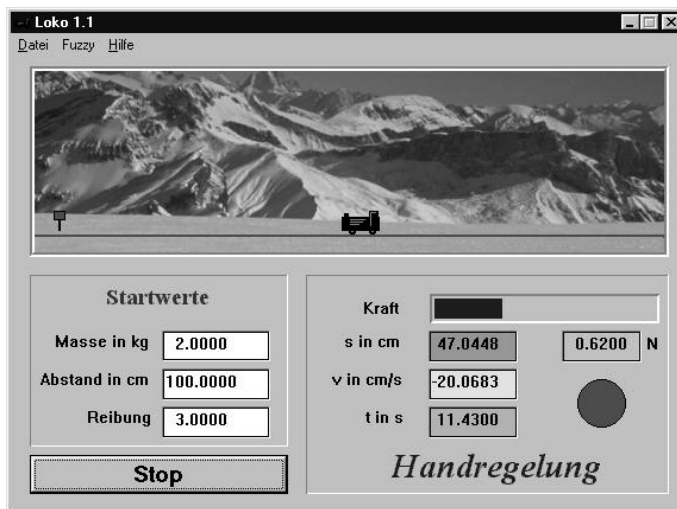 Loko 1.1
Datei Fuzzy Hilfe
Startwerte
Masse in kg 2.0000
Abstand in cm 100.0000
Reibung 3.0000
Stop
Kraft
s in cm 47.0448 0.6200 N
v in cm/s -20.0683
t in s 11.4300
Handregelung